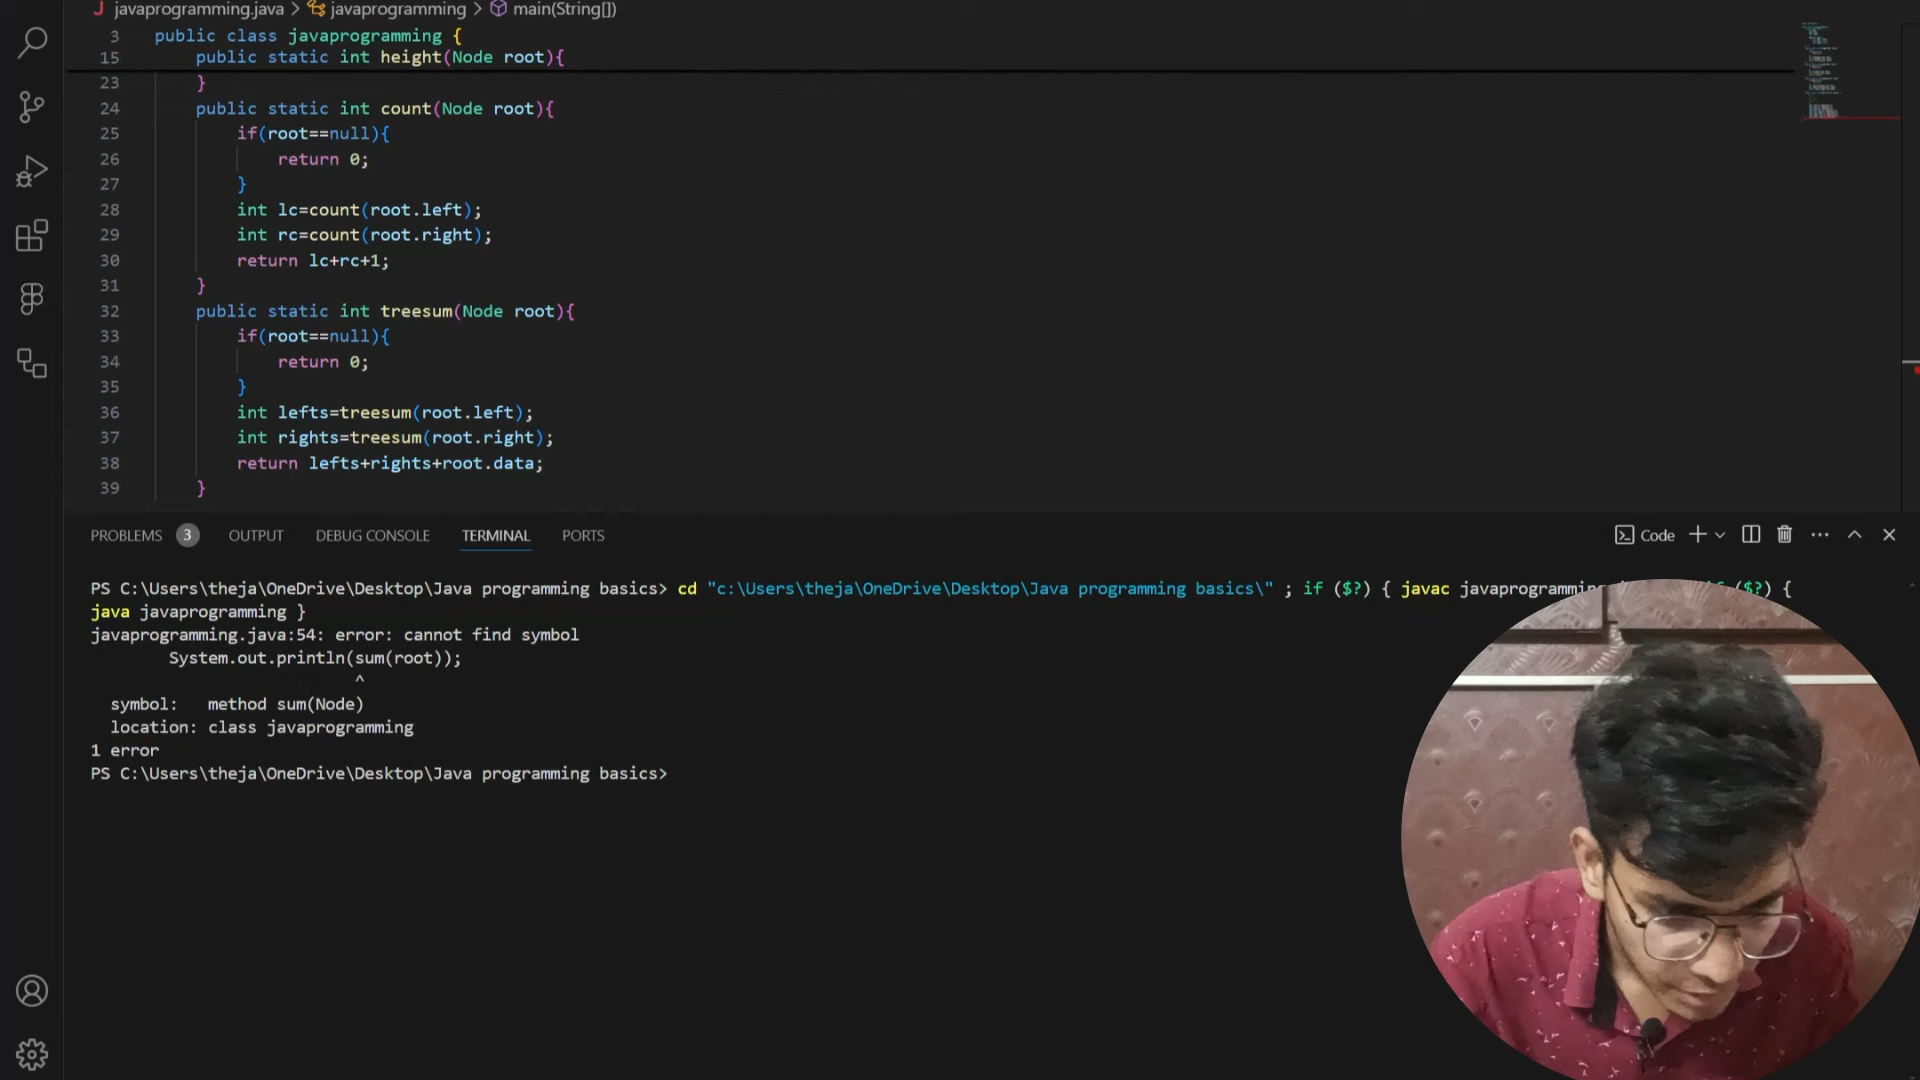 javaprogramming.java > javaprogramming > main(String[])
3 public class javaprogramming {
15 public static int height(Node root){
23 }
24 public static int count(Node root){
25 if(root==null){
26 return 0;
27 }
28 int lc=count(root.left);
29 int rc=count(root.right);
30 return lc+rc+1;
31 }
32 public static int treesum(Node root){
33 if(root==null){
34 return 0;
35 }
36 int lefts=treesum(root.left);
37 int rights=treesum(root.right);
38 return lefts+rights+root.data;
39 }
PROBLEMS 3 OUTPUT DEBUG CONSOLE TERMINAL PORTS Code
PS C:\Users\theja\OneDrive\Desktop\Java programming basics> cd "c:\Users\theja\OneDrive\Desktop\Java programming basics\" ; if ($?) { javac ($?) {
java javaprogramming }
javaprogramming.java:54: error: cannot find symbol
System.out.println(sum(root));
^
symbol: method sum(Node)
location: class javaprogramming
1 error
PS C:\Users\theja\OneDrive\Desktop\Java programming basics>